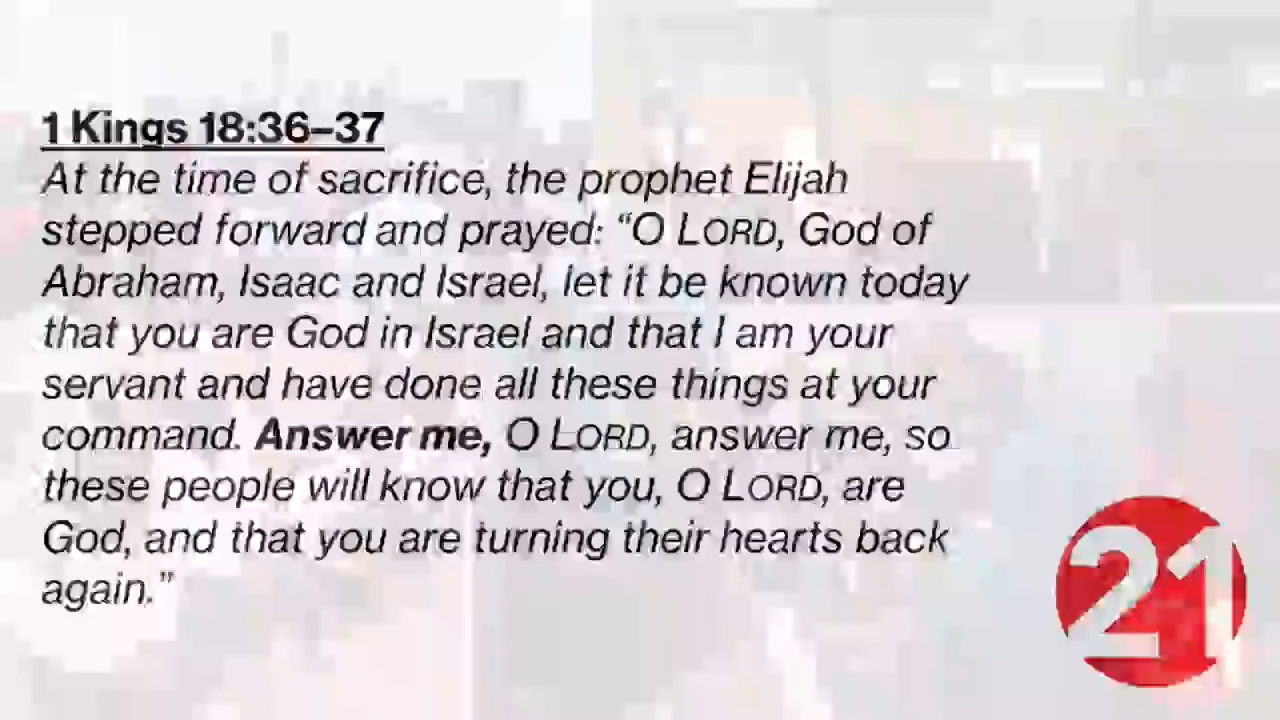 1 Kings 18:36–37
At the time of sacrifice, the prophet Elijah
stepped forward and prayed: “O LORD, God of
Abraham, Isaac and Israel, let it be known today
that you are God in Israel and that I am your
servant and have done all these things at your
command. Answer me, O LORD, answer me, so
these people will know that you, O LORD, are
God, and that you are turning their hearts back
again.”
21